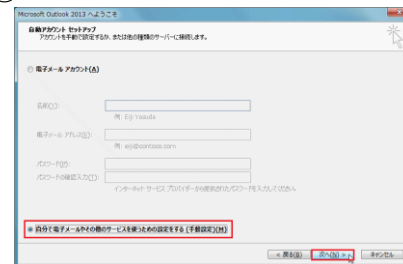 Microsoft Outlook 2013 へようこそ
自動アカウント セットアップ
アカウントを手動で設定するか、または他の種類のサーバーに接続します。
電子メール アカウント(A)
名前(Y):
例: Eiji Yasuda
電子メール アドレス(E):
例: eiji@contoso.com
パスワード(P):
パスワードの確認入力(T):
インターネット サービス プロバイダーから提供されたパスワードを入力してください。
自分で電子メールやその他のサービスを使うための設定をする (手動設定)(M)
< 戻る(B)
次へ(N) >
キャンセル